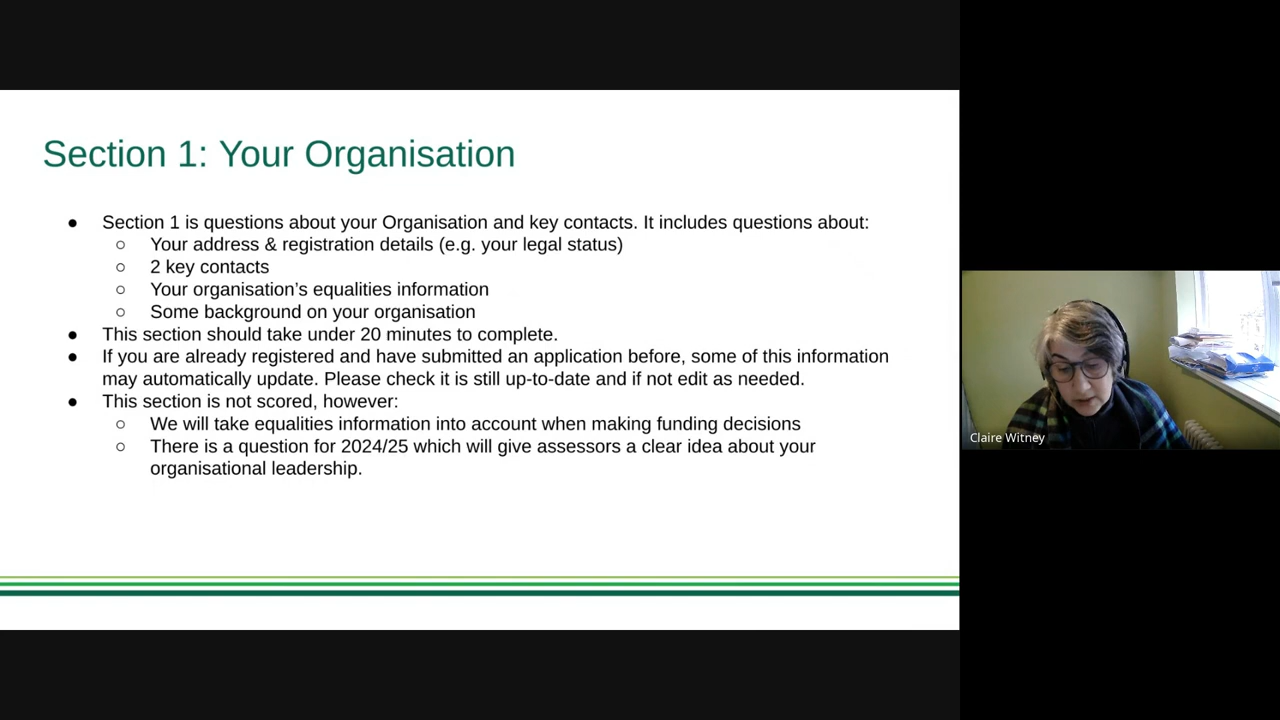 Section 1: Your Organisation
● Section 1 is questions about your Organisation and key contacts. It includes questions about:
○ Your address & registration details (e.g. your legal status)
○ 2 key contacts
○ Your organisation’s equalities information
○ Some background on your organisation
● This section should take under 20 minutes to complete.
● If you are already registered and have submitted an application before, some of this information
may automatically update. Please check it is still up-to-date and if not edit as needed.
● This section is not scored, however:
○ We will take equalities information into account when making funding decisions
○ There is a question for 2024/25 which will give assessors a clear idea about your
organisational leadership.
Claire Witney